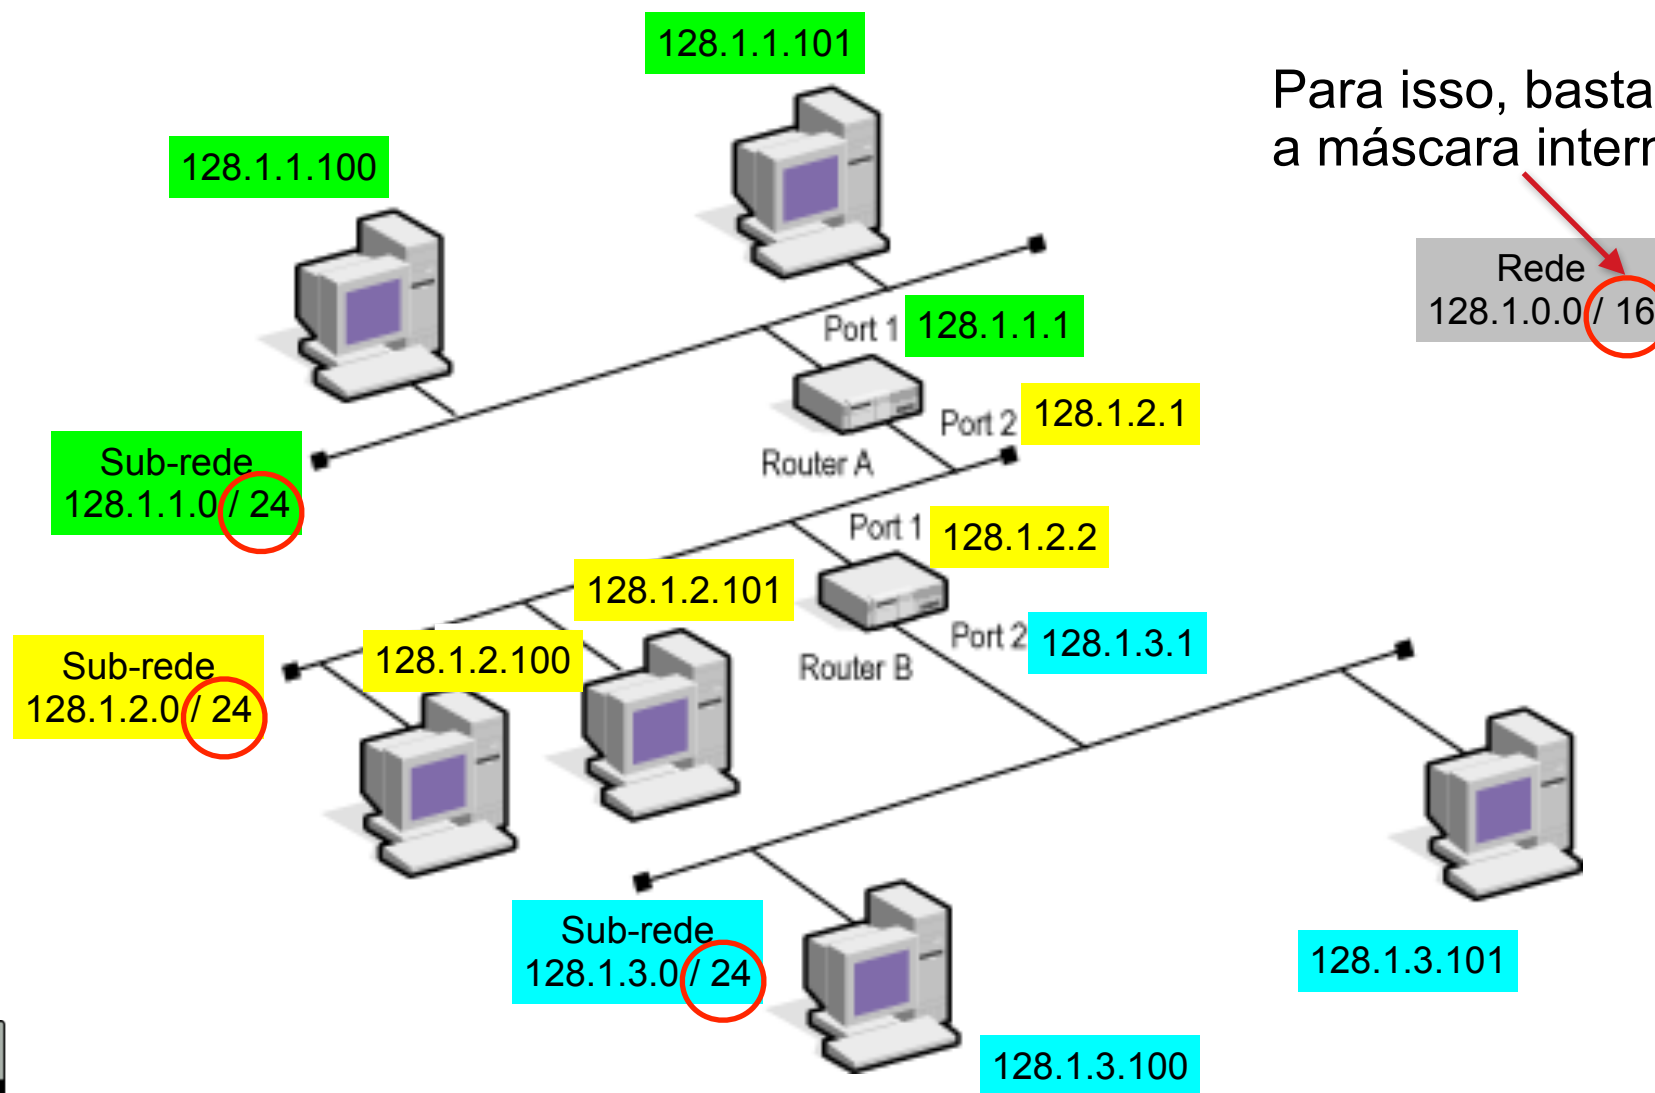 128.1.1.101
Para isso, basta
a máscara intern
128.1.1.100
Rede
128.1.0.0 / 16
Port 1
128.1.1.1
Port 2
128.1.2.1
Router A
Sub-rede
128.1.1.0 / 24
Port 1
128.1.2.2
128.1.2.101
Port 2
128.1.3.1
Router B
128.1.2.100
Sub-rede
128.1.2.0 / 24
Sub-rede
128.1.3.0 / 24
128.1.3.101
128.1.3.100